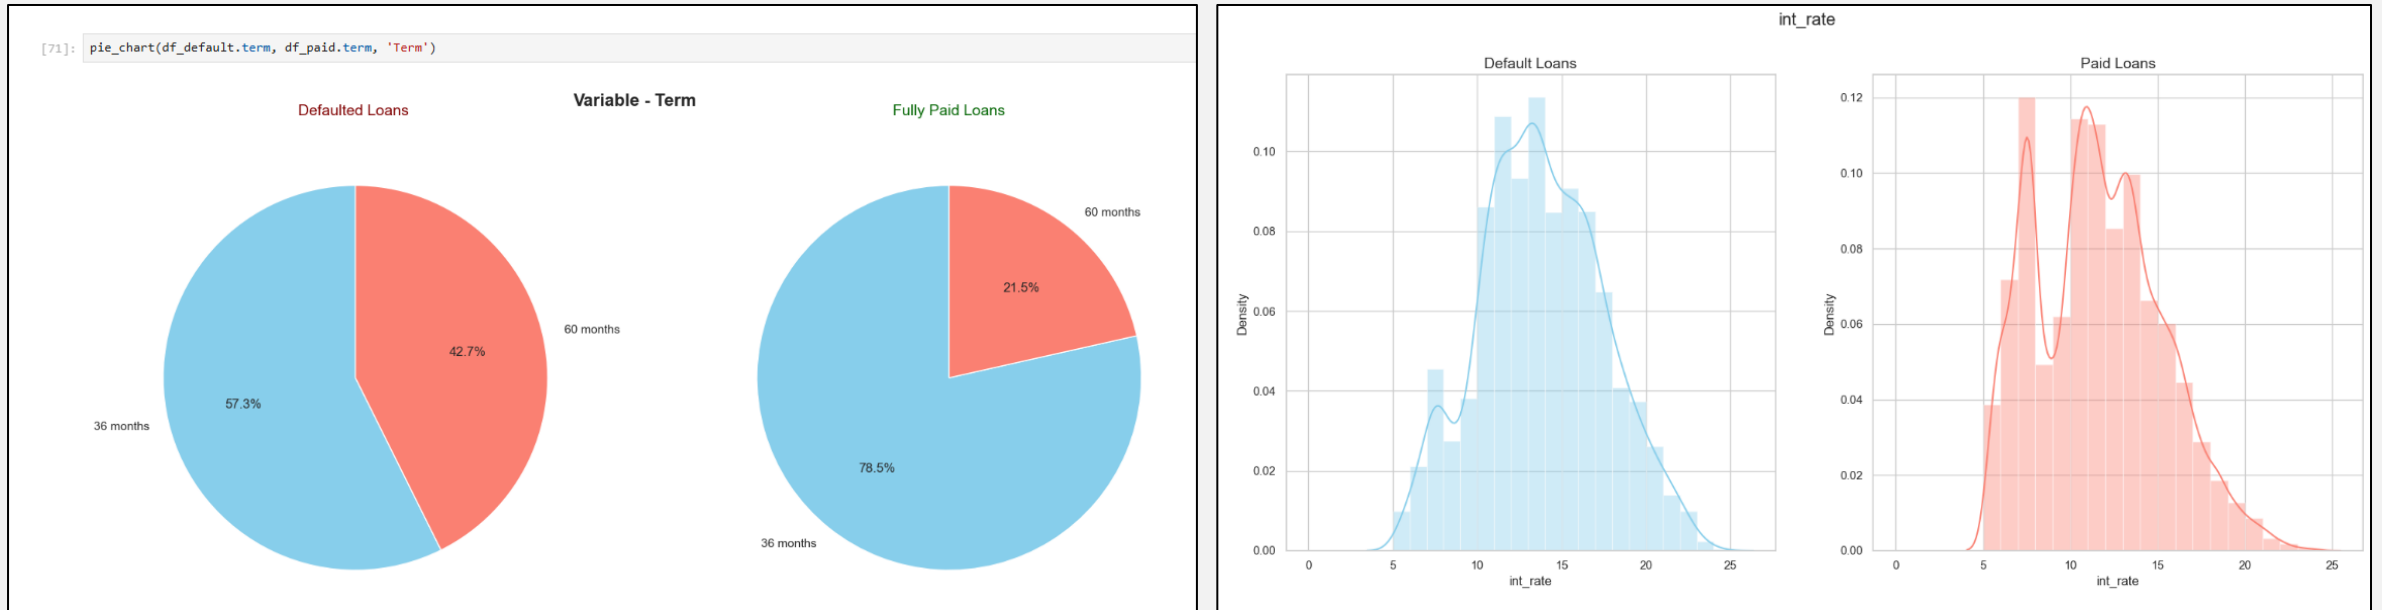 [71]: pie_chart(df_default.term, df_paid.term, 'Term')
Variable - Term
Defaulted Loans
Fully Paid Loans
60 months
42.7%
57.3%
36 months
60 months
21.5%
78.5%
36 months
int_rate
Default Loans
Density
0.10
0.08
0.06
0.04
0.02
0.00
0 5 10 15 20 25
int_rate
Paid Loans
Density
0.12
0.10
0.08
0.06
0.04
0.02
0.00
0 5 10 15 20 25
int_rate